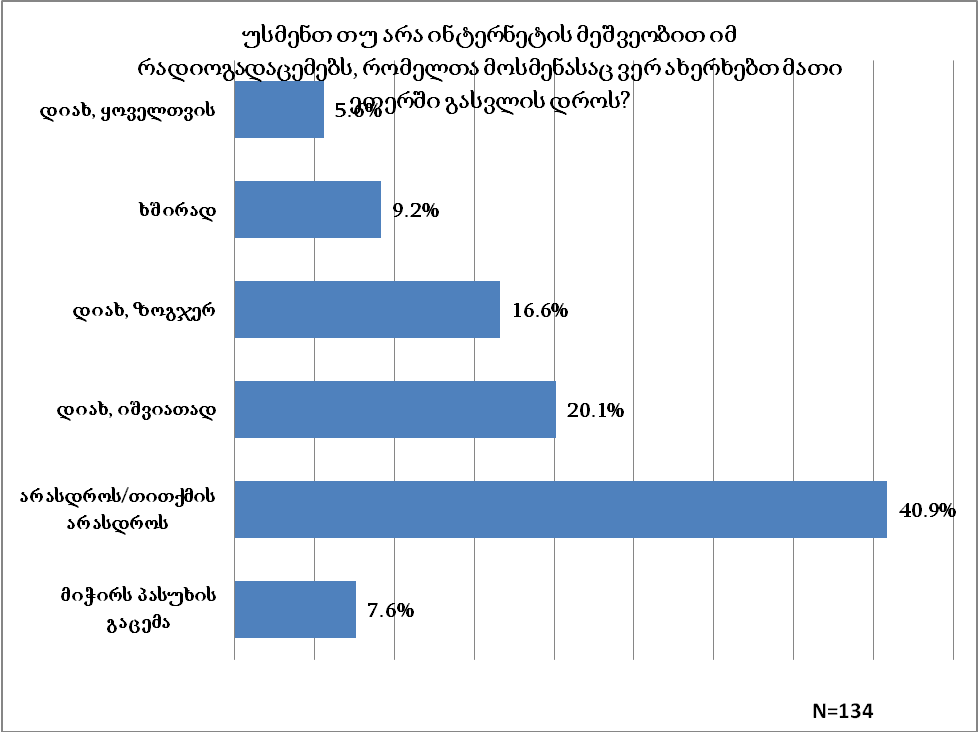 უსმენთ თუ არა ინტერნეტის მეშვეობით იმ
რადიოგადაცემებს, რომელთა მოსმენასაც ვერ ახერხებთ მათი
ეთერში გასვლის დროს?
დიახ, ყოველთვის
5.6%
ხშირად
9.2%
დიახ, ზოგჯერ
16.6%
დიახ, იშვიათად
20.1%
არასდროს/თითქმის
არასდროს
40.9%
მიჭირს პასუხის
გაცემა
7.6%
N=134